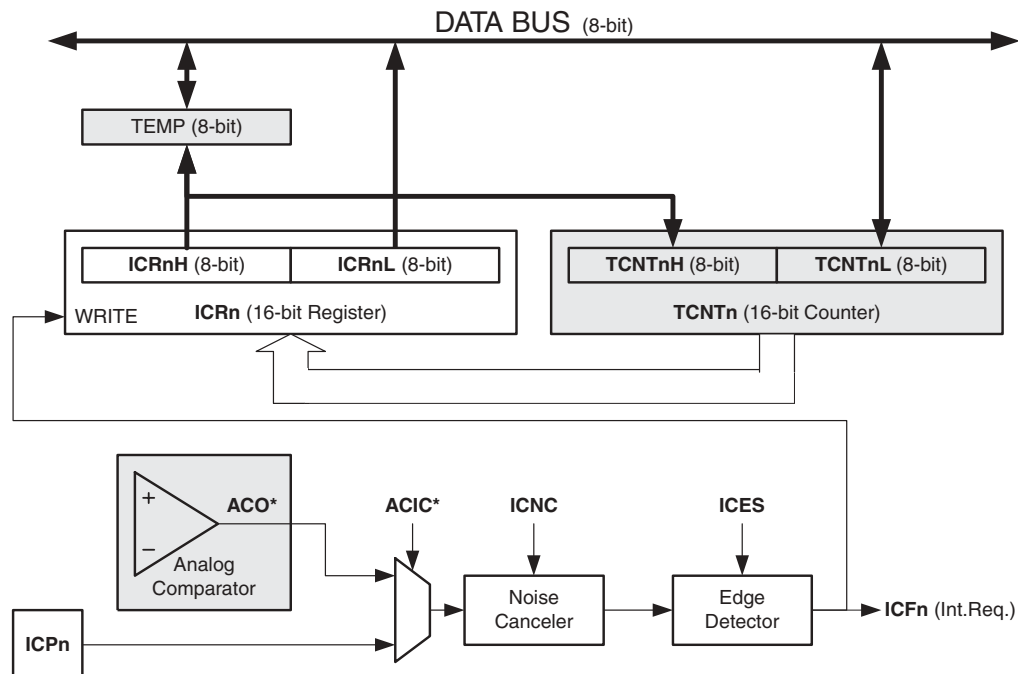 DATA BUS (8-bit)
TEMP (8-bit)
ICRnH (8-bit)
ICRnL (8-bit)
TCNTnH (8-bit)
TCNTnL (8-bit)
WRITE
ICRn (16-bit Register)
TCNTn (16-bit Counter)
+
−
ACO*
Analog
Comparator
ACIC*
ICNC
ICES
Noise
Canceler
Edge
Detector
ICFn (Int.Req.)
ICPn